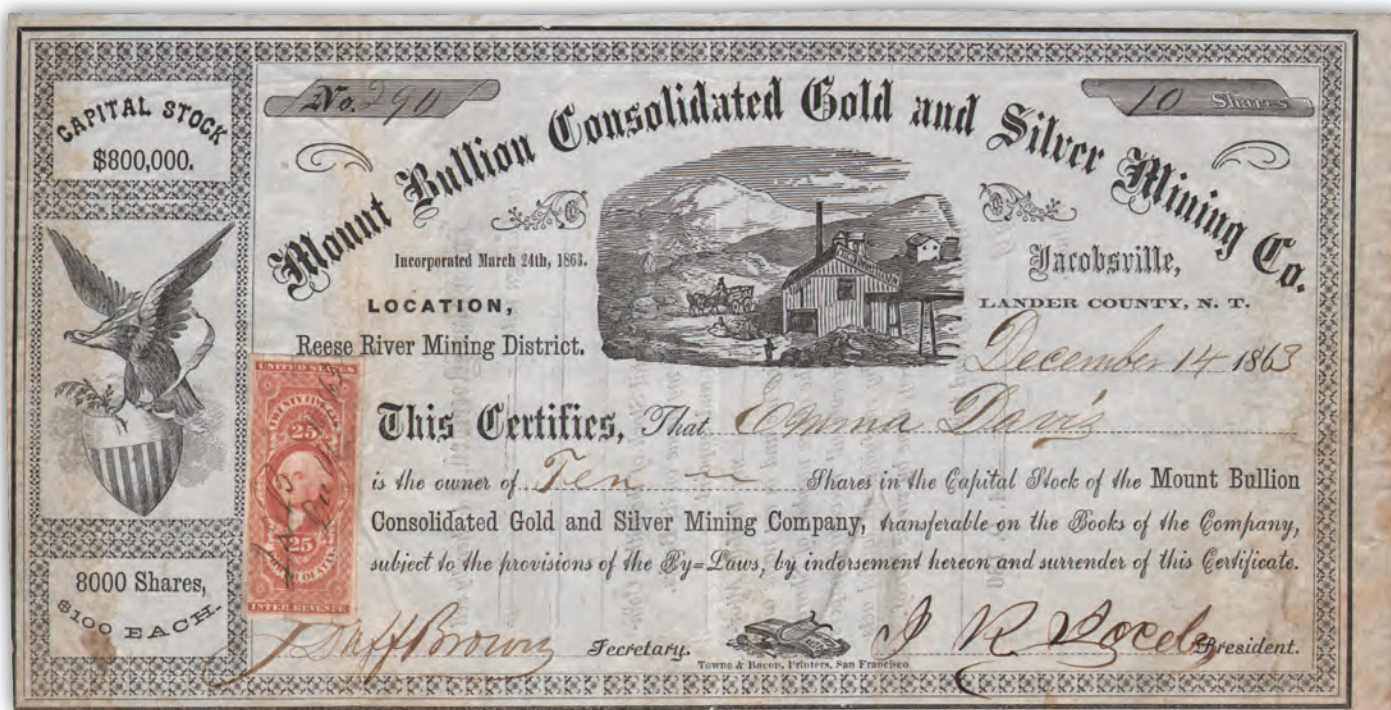 CAPITAL STOCK
$800,000.
No. 290
10 Shares
Mount Bullion Consolidated Gold and Silver Mining Co.
Incorporated March 24th, 1863.
LOCATION,
Reese River Mining District.
Jacobsville,
LANDER COUNTY, N. T.
December 14 1863
UNITED STATES
25
25
INTER. REVENUE
This Certifies, That Emma Davis
is the owner of Ten Shares in the Capital Stock of the Mount Bullion
Consolidated Gold and Silver Mining Company, transferable on the Books of the Company,
subject to the provisions of the By=Laws, by indorsement hereon and surrender of this Certificate.
8000 Shares,
$100 EACH.
Brown Secretary.
Towne & Bacon, Printers, San Francisco
J R President.